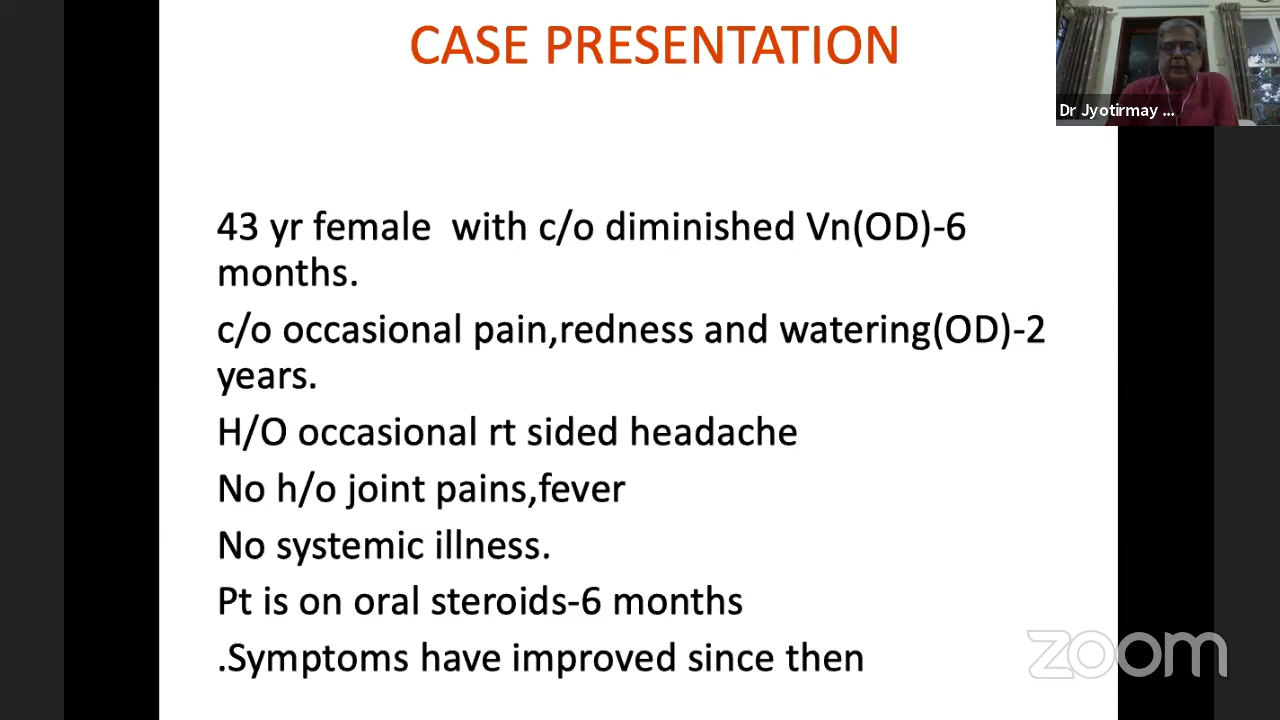 CASE PRESENTATION
Dr Jyotirmay ...
43 yr female  with c/o diminished Vn(OD)-6
months.
c/o occasional pain,redness and watering(OD)-2
years.
H/O occasional rt sided headache
No h/o joint pains,fever
No systemic illness.
Pt is on oral steroids-6 months
.Symptoms have improved since then
zoom